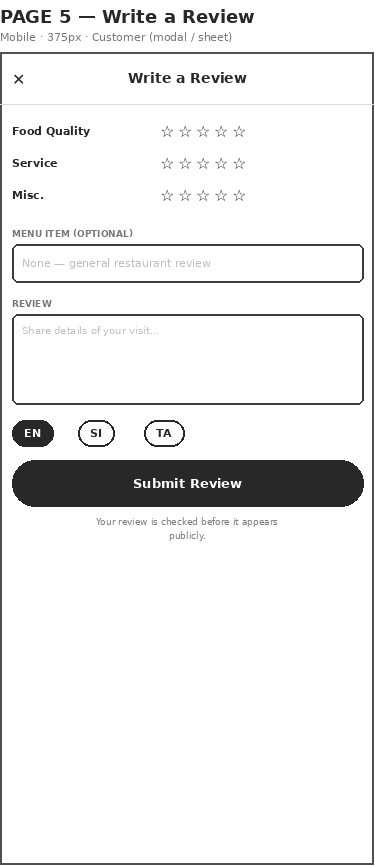 PAGE 5 — Write a Review
Mobile · 375px · Customer (modal / sheet)
✕ Write a Review
Food Quality ☆ ☆ ☆ ☆ ☆
Service ☆ ☆ ☆ ☆ ☆
Misc. ☆ ☆ ☆ ☆ ☆
MENU ITEM (OPTIONAL)
None — general restaurant review
REVIEW
Share details of your visit...
EN SI TA
Submit Review
Your review is checked before it appears
publicly.